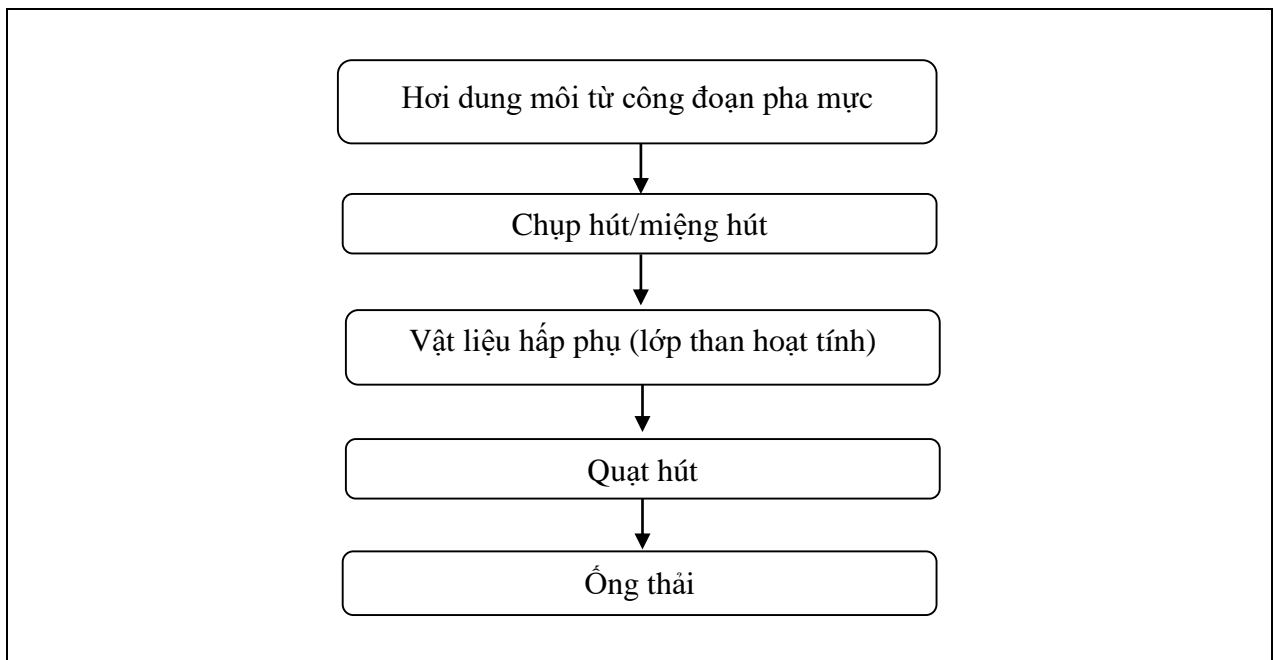 Hơi dung môi từ công đoạn pha mực
Chụp hút/miệng hút
Vật liệu hấp phụ (lớp than hoạt tính)
Quạt hút
Ống thải